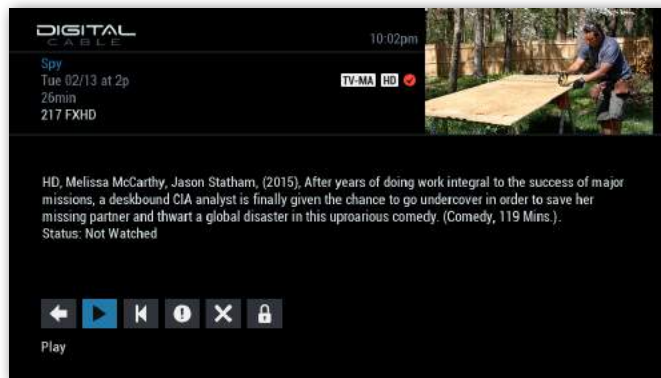 DIGITAL
CABLE
10:02pm
Spy
Tue 02/13 at 2p
TV-MA HD
26min
217 FXHD
HD, Melissa McCarthy, Jason Statham, (2015), After years of doing work integral to the success of major
missions, a deskbound CIA analyst is finally given the chance to go undercover in order to save her
missing partner and thwart a global disaster in this uproarious comedy. (Comedy, 119 Mins.).
Status: Not Watched
Play